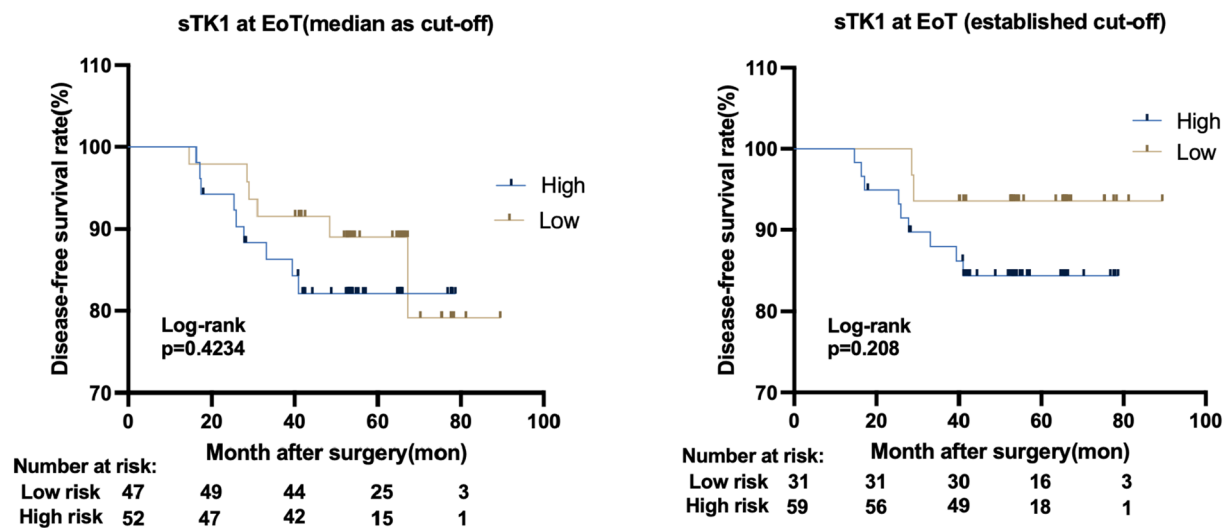 sTK1 at EoT(median as cut-off)
Disease-free survival rate(%)
110
100
90
80
70
High
Low
Log-rank
p=0.4234
0 20 40 60 80 100
Month after surgery(mon)
Number at risk:
Low risk 47 49 44 25 3
High risk 52 47 42 15 1
sTK1 at EoT (established cut-off)
Disease-free survival rate(%)
110
100
90
80
70
High
Low
Log-rank
p=0.208
0 20 40 60 80 100
Month after surgery(mon)
Number at risk:
Low risk 31 31 30 16 3
High risk 59 56 49 18 1